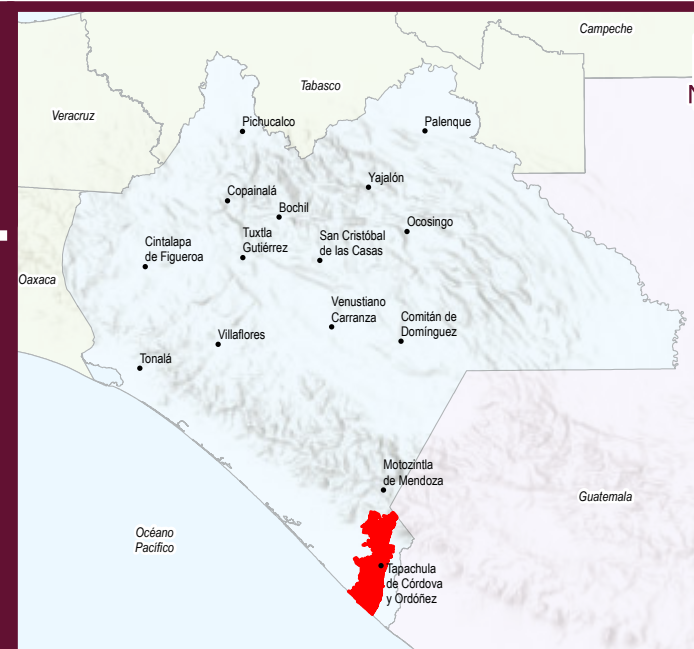 Campeche
Tabasco
N
Veracruz
Pichucalco
Palenque
Yajalón
Copainalá
Bochil
Ocosingo
Tuxtla
Gutiérrez
San Cristóbal
de las Casas
Cintalapa
de Figueroa
Oaxaca
Venustiano
Carranza
Comitán de
Domínguez
Villaflores
Tonalá
Motozintla
de Mendoza
Guatemala
Océano
Pacífico
Tapachula
de Córdova
y Ordóñez